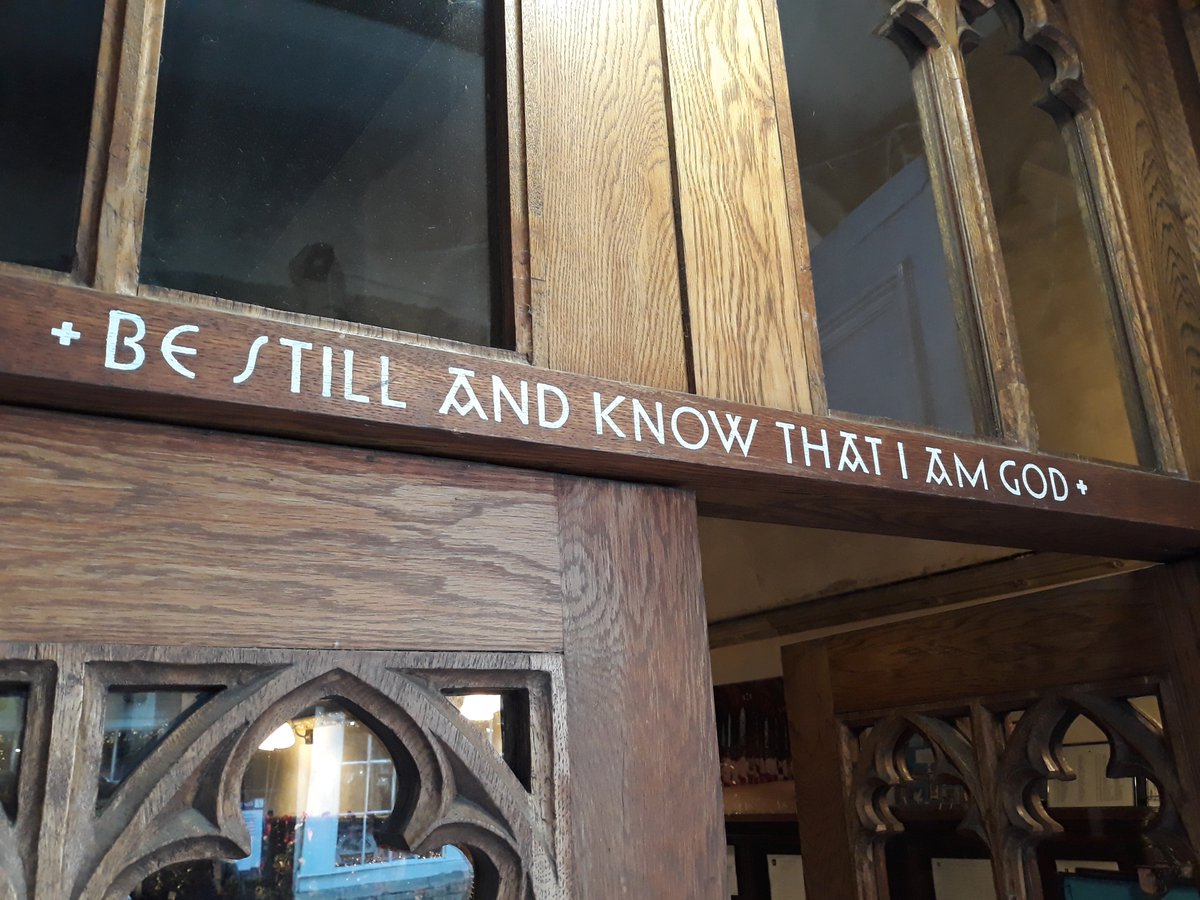 + BE STILL AND KNOW THAT I AM GOD +